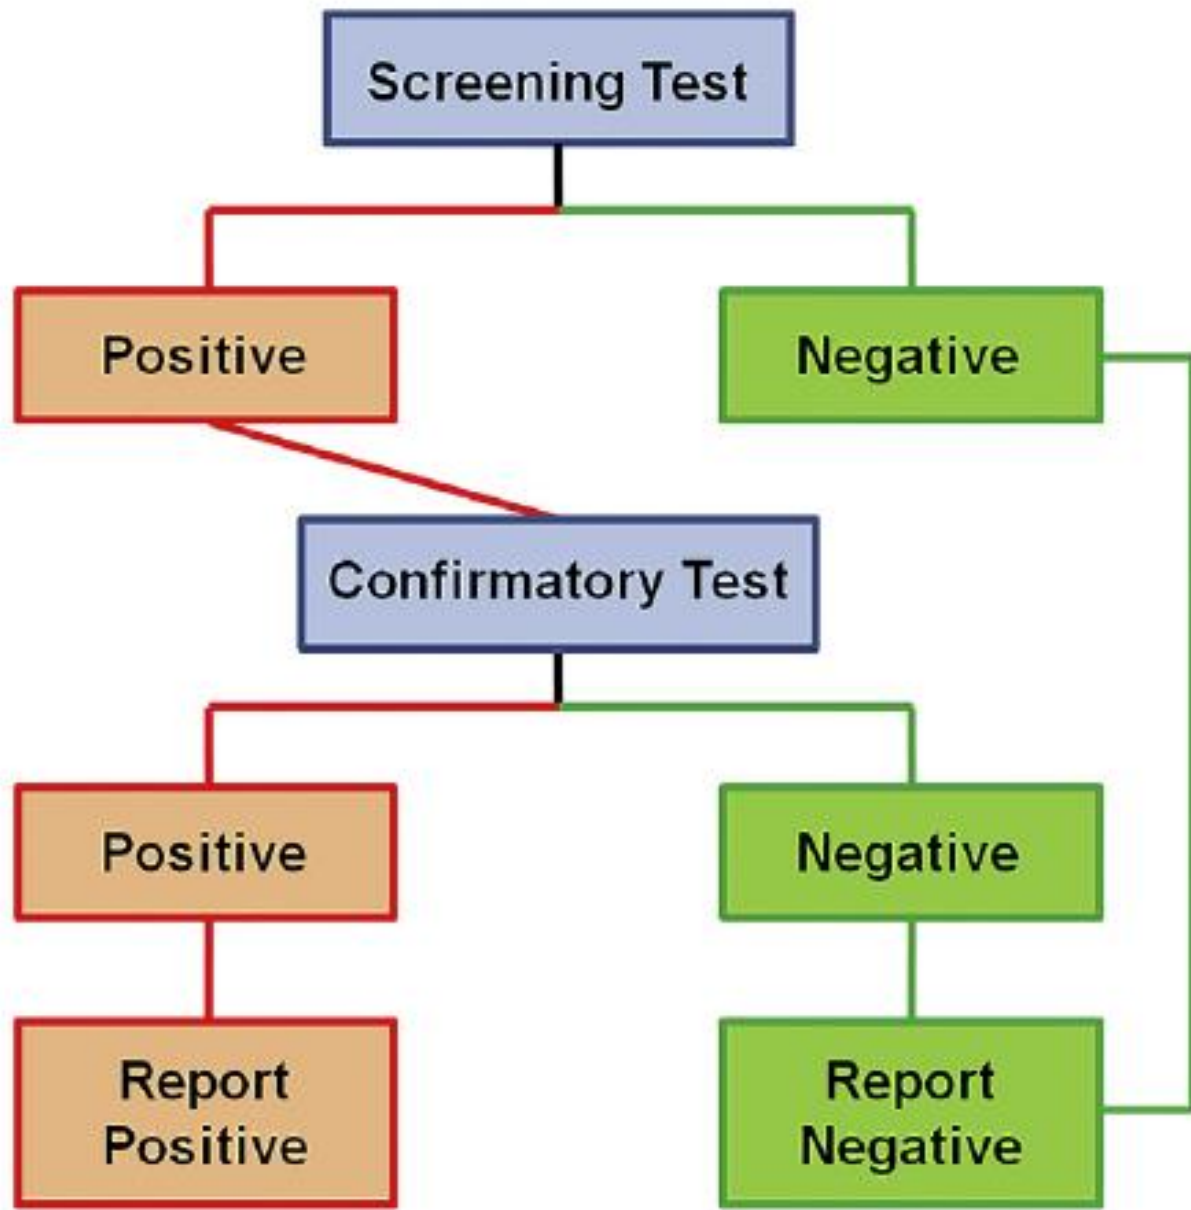 Screening Test
Positive
Negative
Confirmatory Test
Positive
Negative
Report
Positive
Report
Negative